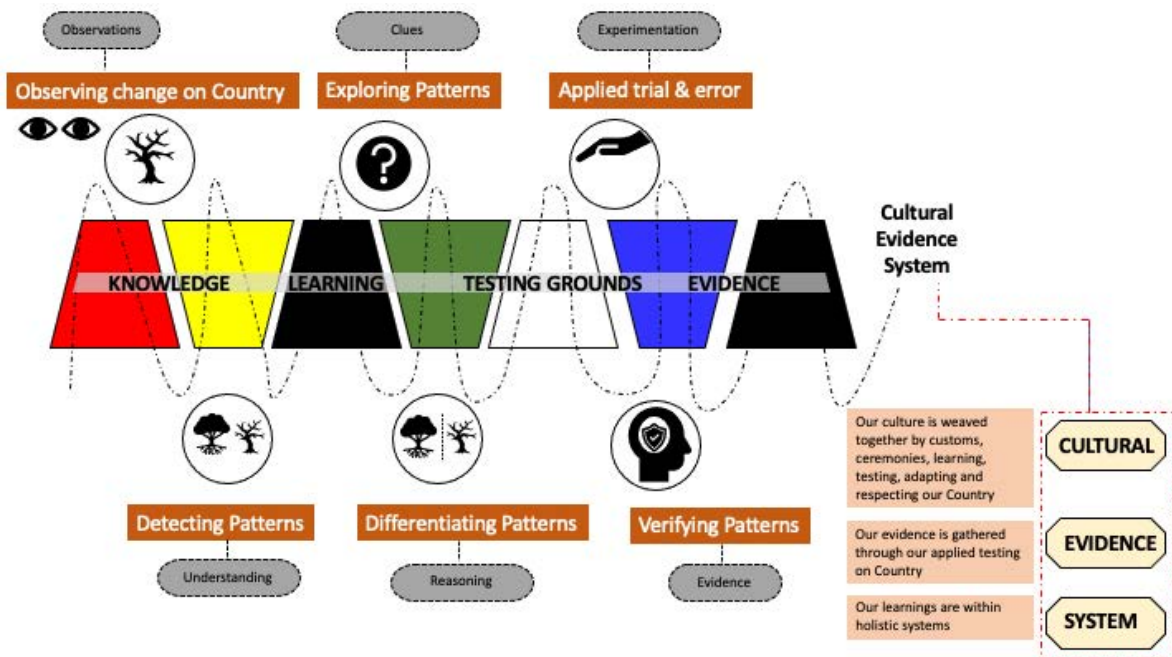 Observations
Clues
Experimentation
Observing change on Country
Exploring Patterns
Applied trial & error
?
Cultural
Evidence
System
KNOWLEDGE
LEARNING
TESTING GROUNDS
EVIDENCE
Detecting Patterns
Differentiating Patterns
Verifying Patterns
Understanding
Reasoning
Evidence
Our culture is weaved
together by customs,
ceremonies, learning,
testing, adapting and
respecting our Country
CULTURAL
Our evidence is gathered
through our applied testing
on Country
EVIDENCE
Our learnings are within
holistic systems
SYSTEM